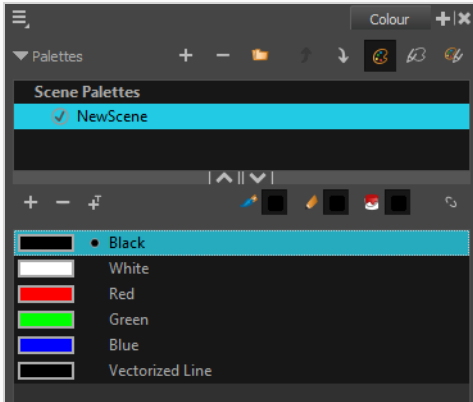 Colour
Palettes
Scene Palettes
NewScene
Black
White
Red
Green
Blue
Vectorized Line